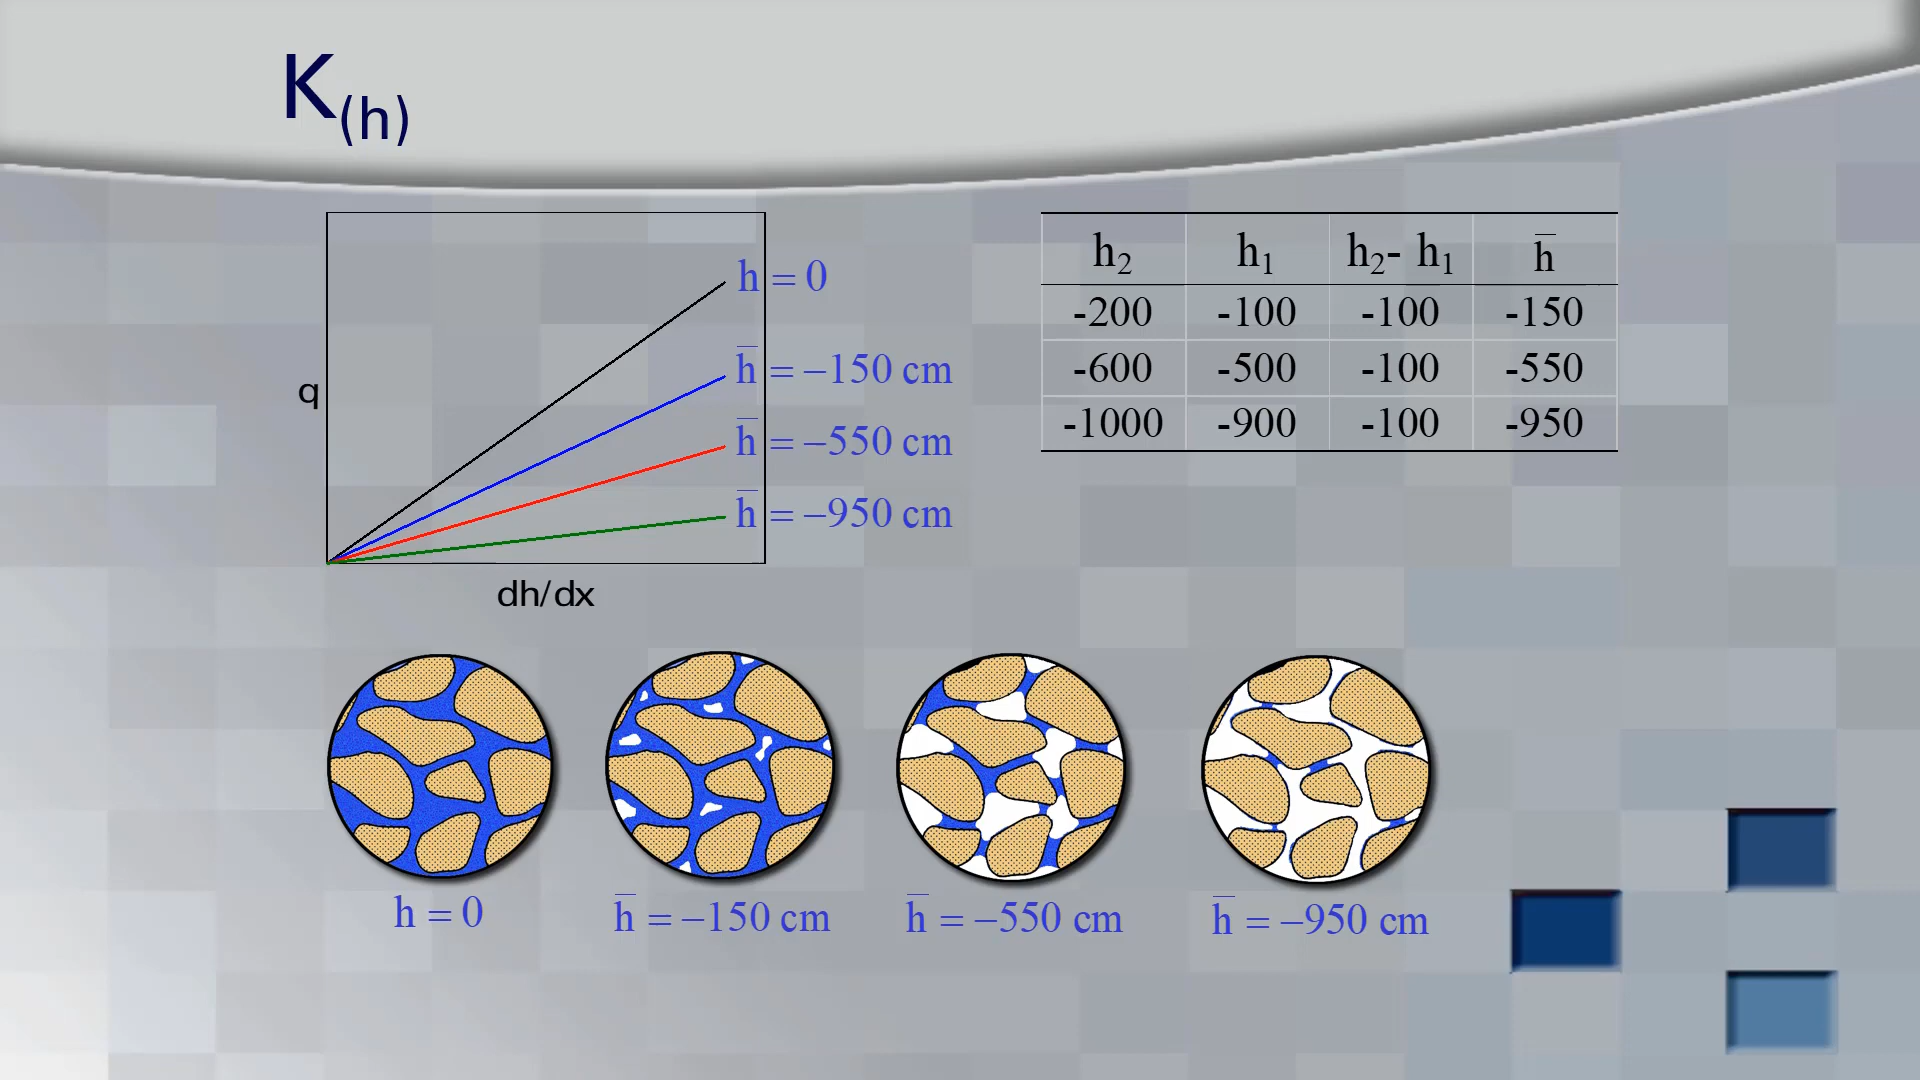 K(h)
h = 0
h̅ = −150 cm
h̅ = −550 cm
h̅ = −950 cm
q
dh/dx
h₂ h₁ h₂- h₁ h̅
-200 -100 -100 -150
-600 -500 -100 -550
-1000 -900 -100 -950
h = 0 h̅ = −150 cm h̅ = −550 cm h̅ = −950 cm